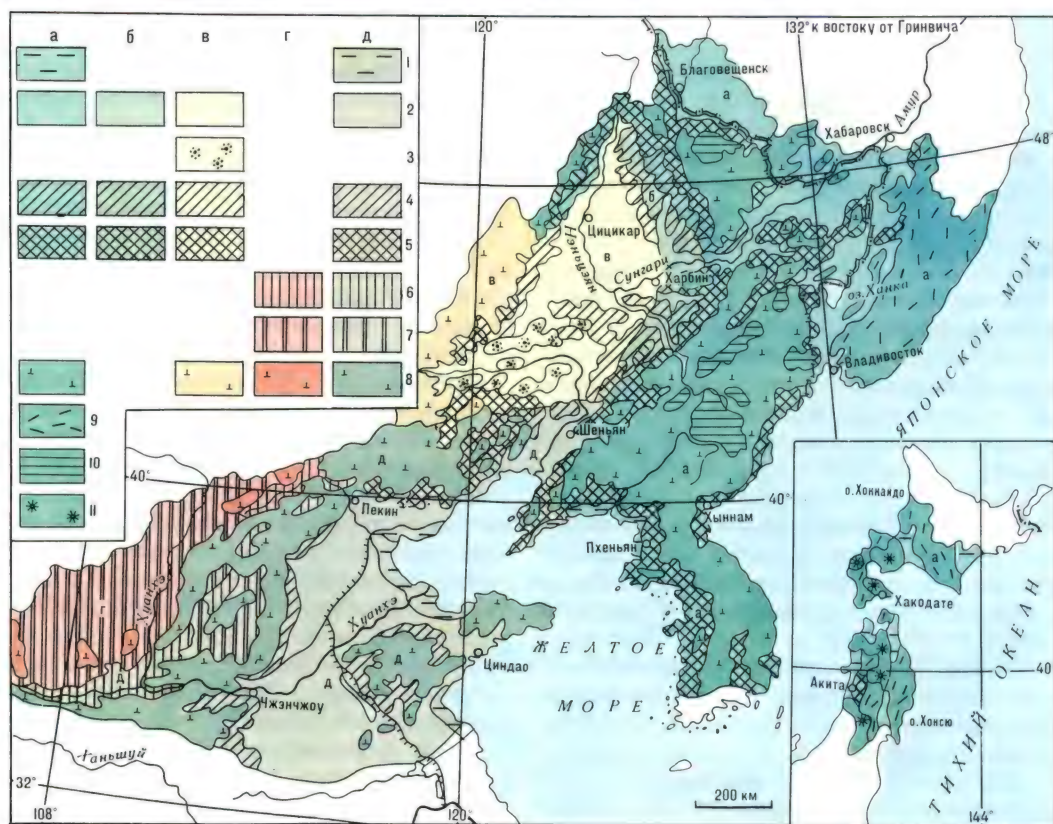 а б в г д
1
2
3
4
5
6
7
8
9
10
11
120°
132° к востоку от Гринвича
Благовещенск
а
Хабаровск
Амур
48°
б
Цицикар
в
Нэньцзян
Сунгари
Харбин
в
а
оз. Ханка
Владивосток
ЯПОНСКОЕ МОРЕ
Шэньян
д
д
а
40°
Пекин
40°
Хыннам
Пхеньян
а
г
Хуанхэ
Хуанхэ
д
Циндао
д
д
Чжэнчжоу
ЖЕЛТОЕ
МОРЕ
Ханьшуй
32°
108°
120°
200 км
о. Хоккайдо
а
Хакодате
Акита
40°
о. Хонсю
ТИХИЙ ОКЕАН
144°